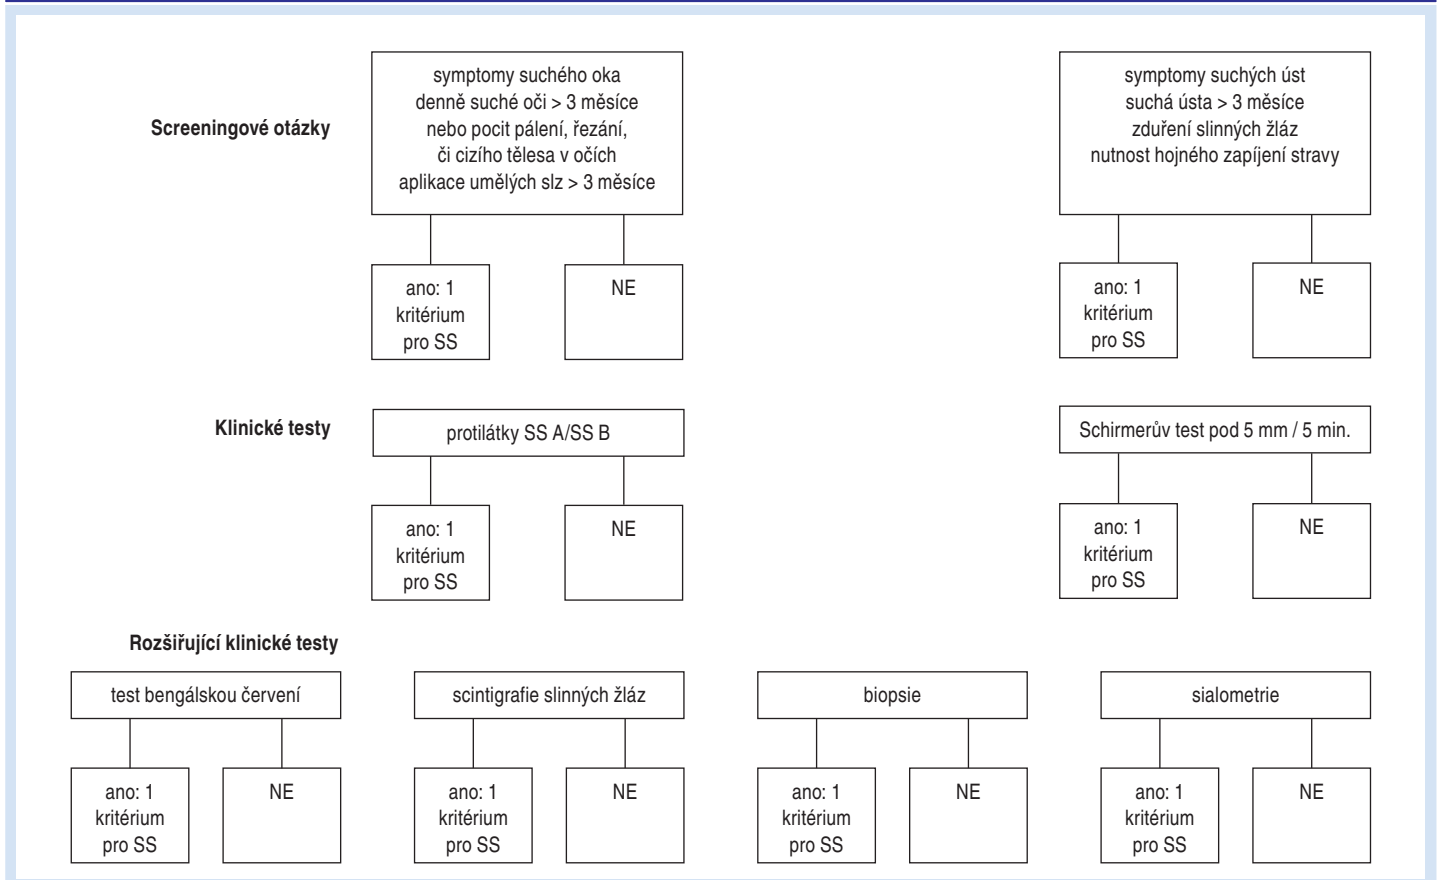 Screeningové otázky
symptomy suchého oka
denně suché oči > 3 měsíce
nebo pocit pálení, řezání,
či cizího tělesa v očích
aplikace umělých slz > 3 měsíce
symptomy suchých úst
suchá ústa > 3 měsíce
zduření slinných žláz
nutnost hojného zapíjení stravy
ano: 1
kritérium
pro SS
NE
ano: 1
kritérium
pro SS
NE
Klinické testy
protilátky SS A/SS B
Schirmerův test pod 5 mm / 5 min.
ano: 1
kritérium
pro SS
NE
ano: 1
kritérium
pro SS
NE
Rozšiřující klinické testy
test bengálskou červení
scintigrafie slinných žláz
biopsie
sialometrie
ano: 1
kritérium
pro SS
NE
ano: 1
kritérium
pro SS
NE
ano: 1
kritérium
pro SS
NE
ano: 1
kritérium
pro SS
NE